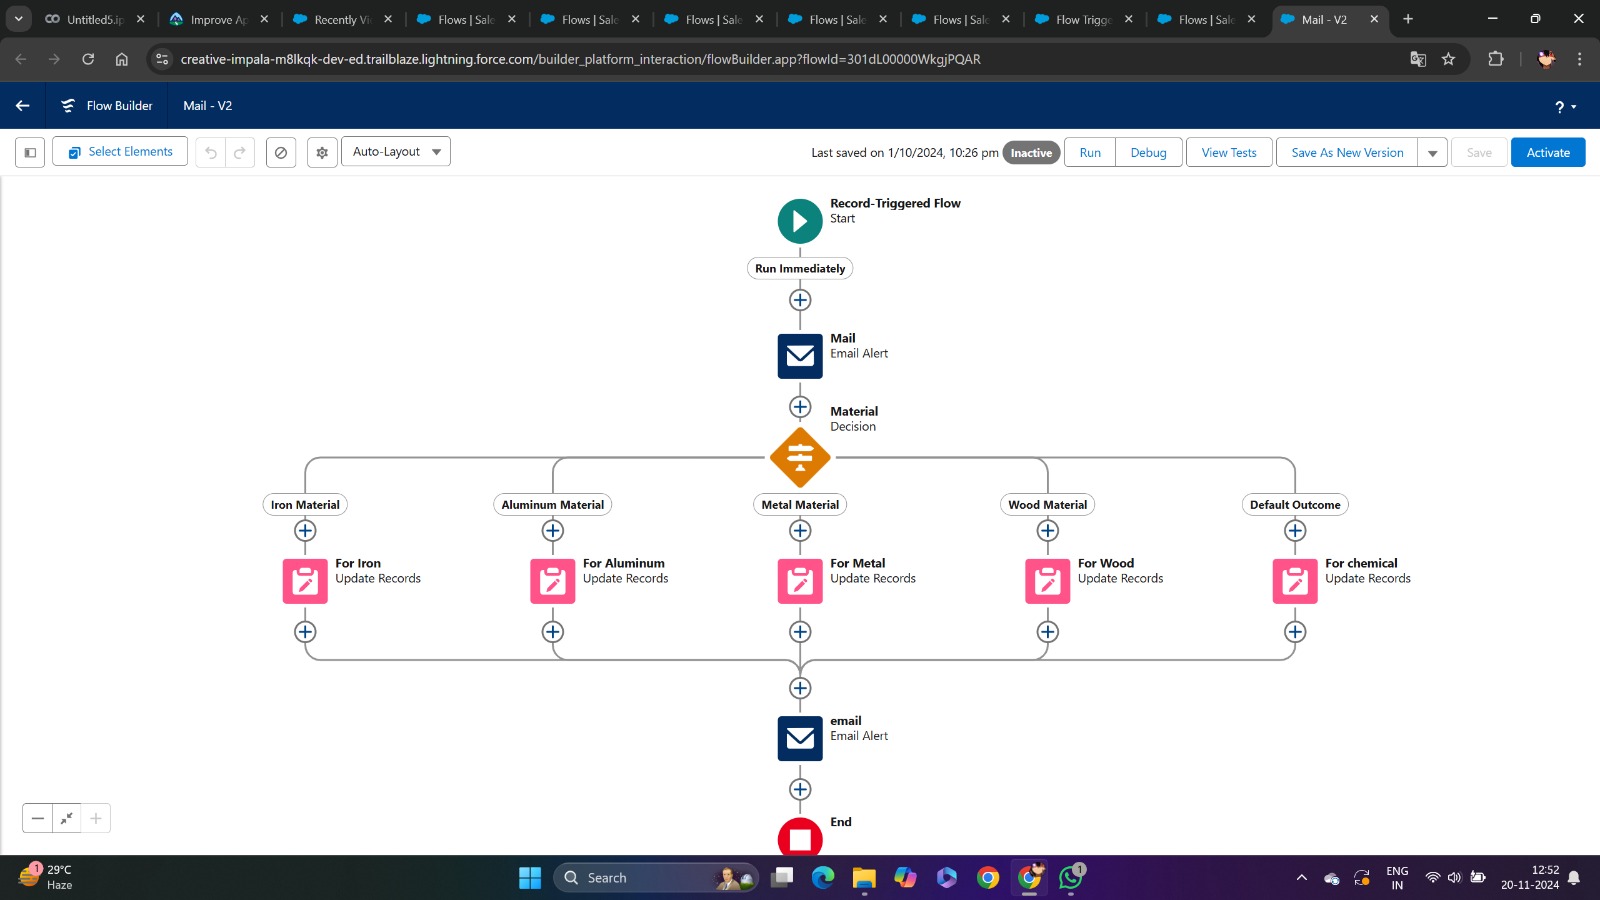 Untitled5.ip
Improve Ap
Recently Vi
Flows | Sale
Flows | Sale
Flows | Sale
Flows | Sale
Flows | Sale
Flow Trigge
Flows | Sale
Mail - V2
creative-impala-m8lkqk-dev-ed.trailblaze.lightning.force.com/builder_platform_interaction/flowBuilder.app?flowId=301dL00000WkgjPQAR
Flow Builder
Mail - V2
?
Select Elements
Auto-Layout
Last saved on 1/10/2024, 10:26 pm
Inactive
Run
Debug
View Tests
Save As New Version
Save
Activate
Record-Triggered Flow
Start
Run Immediately
Mail
Email Alert
Material
Decision
Iron Material
Aluminum Material
Metal Material
Wood Material
Default Outcome
For Iron
Update Records
For Aluminum
Update Records
For Metal
Update Records
For Wood
Update Records
For chemical
Update Records
email
Email Alert
End
1
29°C
Haze
Search
1
ENG
IN
12:52
20-11-2024